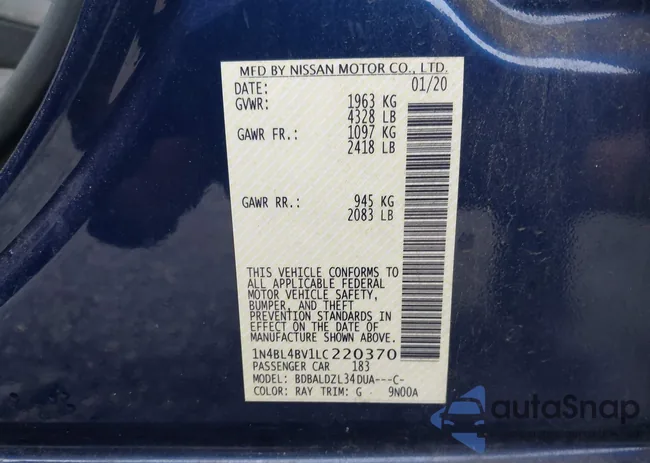 MFD BY NISSAN MOTOR CO., LTD.
DATE: 01/20
GVWR: 1963 KG
4328 LB
GAWR FR.: 1097 KG
2418 LB
GAWR RR.: 945 KG
2083 LB
THIS VEHICLE CONFORMS TO
ALL APPLICABLE FEDERAL
MOTOR VEHICLE SAFETY,
BUMPER, AND THEFT
PREVENTION STANDARDS IN
EFFECT ON THE DATE OF
MANUFACTURE SHOWN ABOVE.
1N4BL4BV1LC220370
PASSENGER CAR 183
MODEL: BDBALDZL34DUA---C-
COLOR: RAY TRIM: G 9N00A
autoSnap